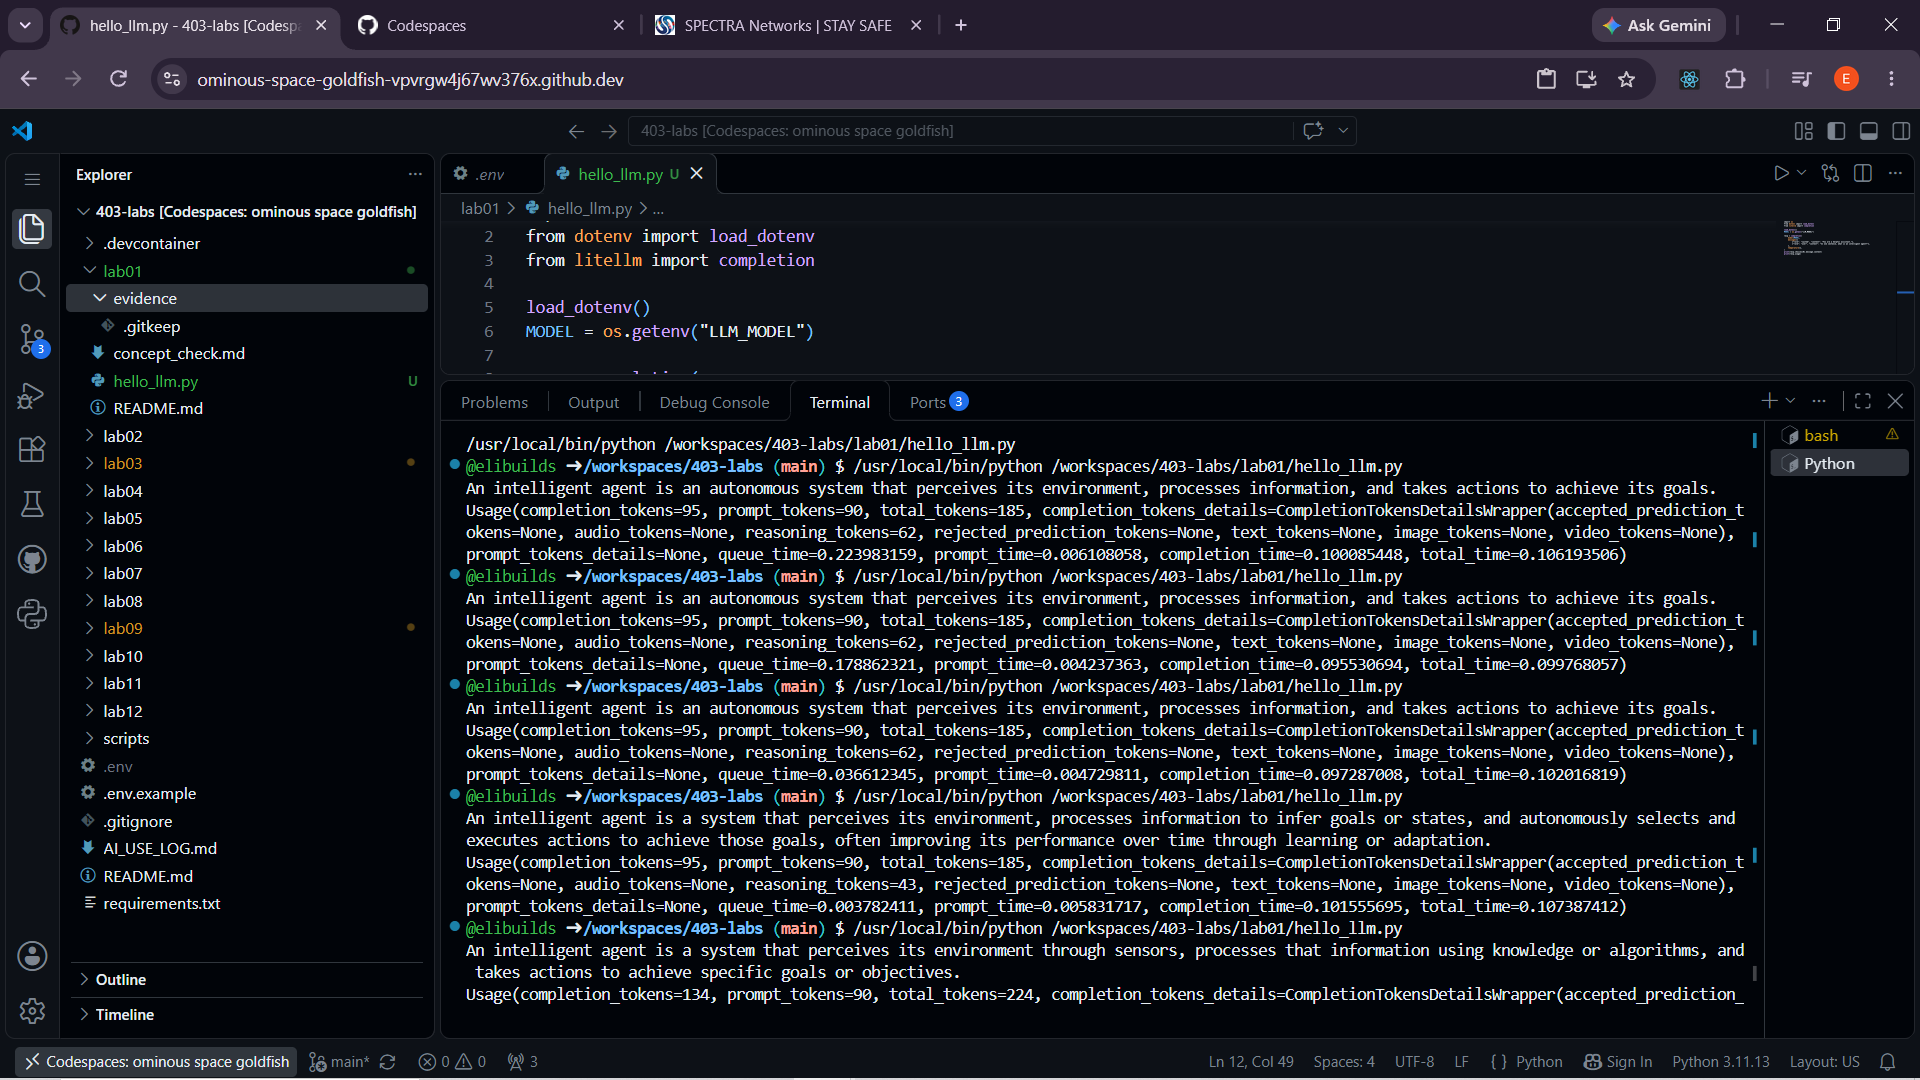 hello_llm.py - 403-labs [Codesp
Codespaces
SPECTRA Networks | STAY SAFE
Ask Gemini
ominous-space-goldfish-vpvrgw4j67wv376x.github.dev
E
403-labs [Codespaces: ominous space goldfish]
Explorer
403-labs [Codespaces: ominous space goldfish]
.devcontainer
lab01
evidence
.gitkeep
concept_check.md
hello_llm.py U
README.md
lab02
lab03
lab04
lab05
lab06
lab07
lab08
lab09
lab10
lab11
lab12
scripts
.env
.env.example
.gitignore
AI_USE_LOG.md
README.md
requirements.txt
Outline
Timeline
3
.env
hello_llm.py U
lab01 > hello_llm.py > ...
2 from dotenv import load_dotenv
3 from litellm import completion
4
5 load_dotenv()
6 MODEL = os.getenv("LLM_MODEL")
7
Problems Output Debug Console Terminal Ports 3
bash
Python
/usr/local/bin/python /workspaces/403-labs/lab01/hello_llm.py
@elibuilds ➜/workspaces/403-labs (main) $ /usr/local/bin/python /workspaces/403-labs/lab01/hello_llm.py
An intelligent agent is an autonomous system that perceives its environment, processes information, and takes actions to achieve its goals.
Usage(completion_tokens=95, prompt_tokens=90, total_tokens=185, completion_tokens_details=CompletionTokensDetailsWrapper(accepted_prediction_t
okens=None, audio_tokens=None, reasoning_tokens=62, rejected_prediction_tokens=None, text_tokens=None, image_tokens=None, video_tokens=None),
prompt_tokens_details=None, queue_time=0.223983159, prompt_time=0.006108058, completion_time=0.100085448, total_time=0.106193506)
@elibuilds ➜/workspaces/403-labs (main) $ /usr/local/bin/python /workspaces/403-labs/lab01/hello_llm.py
An intelligent agent is an autonomous system that perceives its environment, processes information, and takes actions to achieve its goals.
Usage(completion_tokens=95, prompt_tokens=90, total_tokens=185, completion_tokens_details=CompletionTokensDetailsWrapper(accepted_prediction_t
okens=None, audio_tokens=None, reasoning_tokens=62, rejected_prediction_tokens=None, text_tokens=None, image_tokens=None, video_tokens=None),
prompt_tokens_details=None, queue_time=0.178862321, prompt_time=0.004237363, completion_time=0.095530694, total_time=0.099768057)
@elibuilds ➜/workspaces/403-labs (main) $ /usr/local/bin/python /workspaces/403-labs/lab01/hello_llm.py
An intelligent agent is an autonomous system that perceives its environment, processes information, and takes actions to achieve its goals.
Usage(completion_tokens=95, prompt_tokens=90, total_tokens=185, completion_tokens_details=CompletionTokensDetailsWrapper(accepted_prediction_t
okens=None, audio_tokens=None, reasoning_tokens=62, rejected_prediction_tokens=None, text_tokens=None, image_tokens=None, video_tokens=None),
prompt_tokens_details=None, queue_time=0.036612345, prompt_time=0.004729811, completion_time=0.097287008, total_time=0.102016819)
@elibuilds ➜/workspaces/403-labs (main) $ /usr/local/bin/python /workspaces/403-labs/lab01/hello_llm.py
An intelligent agent is a system that perceives its environment, processes information to infer goals or states, and autonomously selects and
executes actions to achieve those goals, often improving its performance over time through learning or adaptation.
Usage(completion_tokens=95, prompt_tokens=90, total_tokens=185, completion_tokens_details=CompletionTokensDetailsWrapper(accepted_prediction_t
okens=None, audio_tokens=None, reasoning_tokens=43, rejected_prediction_tokens=None, text_tokens=None, image_tokens=None, video_tokens=None),
prompt_tokens_details=None, queue_time=0.003782411, prompt_time=0.005831717, completion_time=0.101555695, total_time=0.107387412)
@elibuilds ➜/workspaces/403-labs (main) $ /usr/local/bin/python /workspaces/403-labs/lab01/hello_llm.py
An intelligent agent is a system that perceives its environment through sensors, processes that information using knowledge or algorithms, and
takes actions to achieve specific goals or objectives.
Usage(completion_tokens=134, prompt_tokens=90, total_tokens=224, completion_tokens_details=CompletionTokensDetailsWrapper(accepted_prediction_
Codespaces: ominous space goldfish main* 0 0 3 Ln 12, Col 49 Spaces: 4 UTF-8 LF { } Python Sign In Python 3.11.13 Layout: US